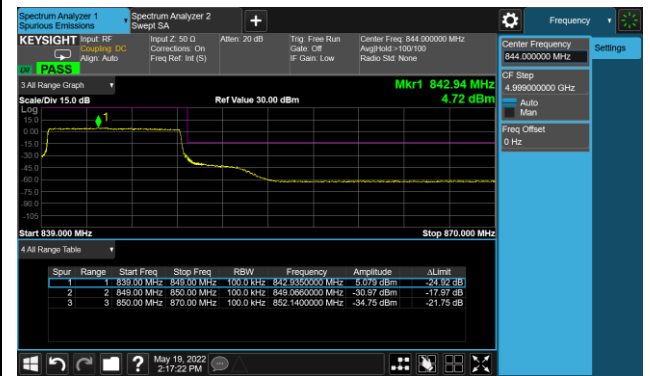 Spectrum Analyzer 1
Spurious Emissions
Spectrum Analyzer 2
Swept SA
+
Frequency
KEYSIGHT
Input: RF
Coupling: DC
Align: Auto
Input Z: 50 Ω
Corrections: On
Freq Ref: Int (S)
Atten: 20 dB
Trig: Free Run
Gate: Off
IF Gain: Low
Center Freq: 844.000000 MHz
Avg|Hold:>100/100
Radio Std: None
PASS
Center Frequency
844.000000 MHz
Settings
CF Step
4.999000000 GHz
Auto
Man
Freq Offset
0 Hz
3 All Range Graph
Mkr1 842.94 MHz
Scale/Div 15.0 dB
Ref Value 30.00 dBm
4.72 dBm
Log
1
15.0
0.00
-15.0
-30.0
-45.0
-60.0
-75.0
-90.0
-105
Start 839.000 MHz
Stop 870.000 MHz
4 All Range Table
Spur Range Start Freq Stop Freq RBW Frequency Amplitude ΔLimit
1 1 839.00 MHz 849.00 MHz 100.0 kHz 842.9350000 MHz 5.079 dBm -24.92 dB
2 2 849.00 MHz 850.00 MHz 100.0 kHz 849.0660000 MHz -30.97 dBm -17.97 dB
3 3 850.00 MHz 870.00 MHz 100.0 kHz 852.1400000 MHz -34.75 dBm -21.75 dB
?
May 19, 2022
2:17:22 PM